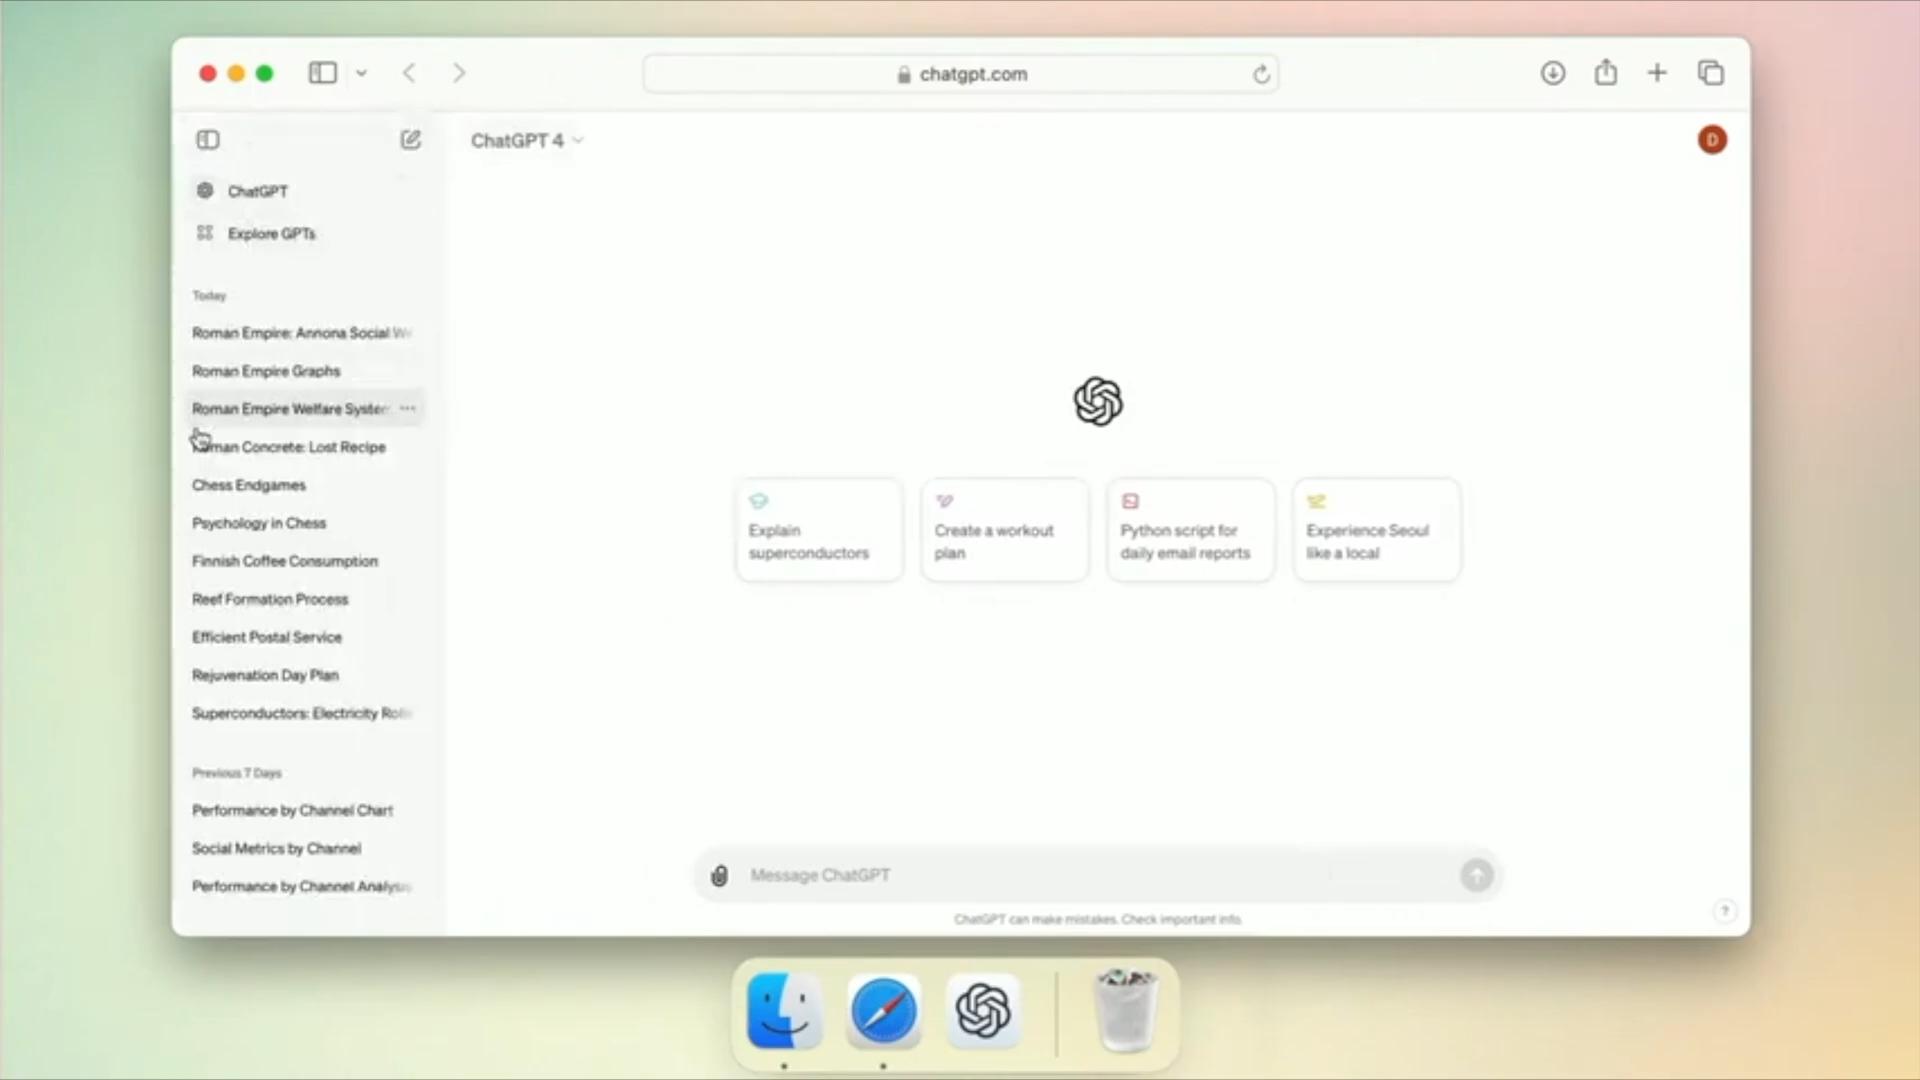 chatgpt.com
ChatGPT 4
D
ChatGPT
Explore GPTs
Today
Roman Empire: Annona Social
Roman Empire Graphs
Roman Empire Welfare
Concrete: Lost Recipe
Chess Endgames
Psychology in Chess
Finnish Coffee Consumption
Reef Formation Process
Efficient Postal Service
Rejuvenation Day Plan
Superconductors: Electricity
Previous 7 Days
Performance by Channel Chart
Social Metrics by Channel
Performance by Channel
Explain
superconductors
Create a workout
plan
Python script for
daily email reports
Experience Seoul
like a local
Message ChatGPT
ChatGPT can make mistakes. Check important info.
?